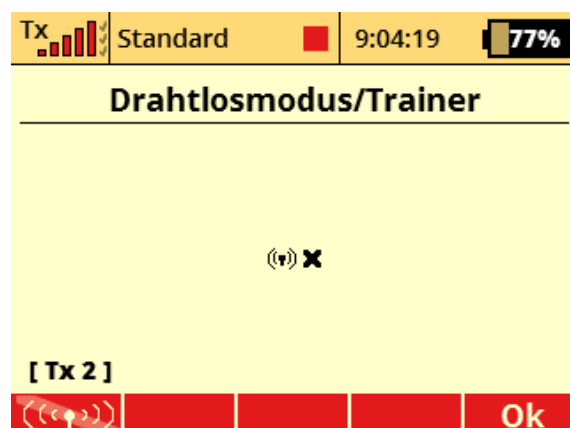 Tx Standard 9:04:19 77%
Drahtlosmodus/Trainer
[ Tx 2 ]
Ok